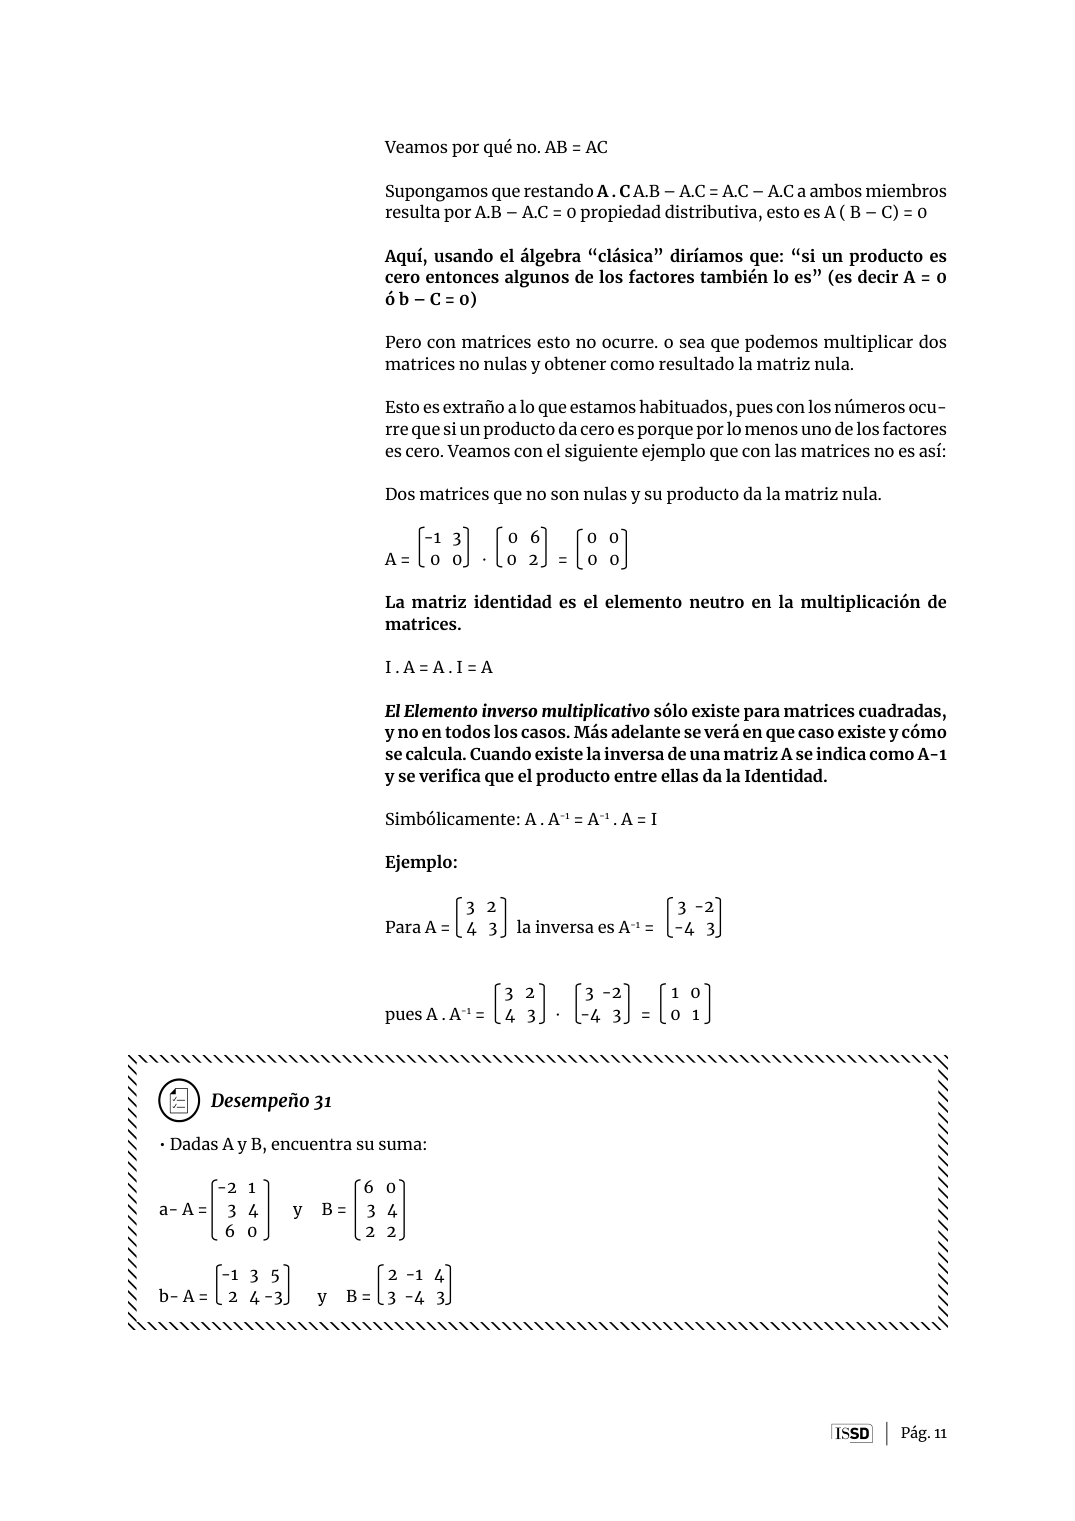 Veamos por qué no. AB = AC
Supongamos que restando A . C A.B – A.C = A.C – A.C a ambos miembros
resulta por A.B – A.C = 0 propiedad distributiva, esto es A ( B – C) = 0
Aquí, usando el álgebra “clásica” diríamos que: “si un producto es
cero entonces algunos de los factores también lo es” (es decir A = 0
ó b – C = 0)
Pero con matrices esto no ocurre. o sea que podemos multiplicar dos
matrices no nulas y obtener como resultado la matriz nula.
Esto es extraño a lo que estamos habituados, pues con los números ocu-
rre que si un producto da cero es porque por lo menos uno de los factores
es cero. Veamos con el siguiente ejemplo que con las matrices no es así:
Dos matrices que no son nulas y su producto da la matriz nula.
-1 3 0 6 0 0
A = 0 0 · 0 2 = 0 0
La matriz identidad es el elemento neutro en la multiplicación de
matrices.
I . A = A . I = A
El Elemento inverso multiplicativo sólo existe para matrices cuadradas,
y no en todos los casos. Más adelante se verá en que caso existe y cómo
se calcula. Cuando existe la inversa de una matriz A se indica como A-1
y se verifica que el producto entre ellas da la Identidad.
Simbólicamente: A . A⁻¹ = A⁻¹ . A = I
Ejemplo:
3 2 3 -2
Para A = 4 3 la inversa es A⁻¹ = -4 3
3 2 3 -2 1 0
pues A . A⁻¹ = 4 3 · -4 3 = 0 1
Desempeño 31
• Dadas A y B, encuentra su suma:
-2 1 6 0
a- A = 3 4 y B = 3 4
6 0 2 2
-1 3 5 2 -1 4
b- A = 2 4 -3 y B = 3 -4 3
ISSD Pág. 11